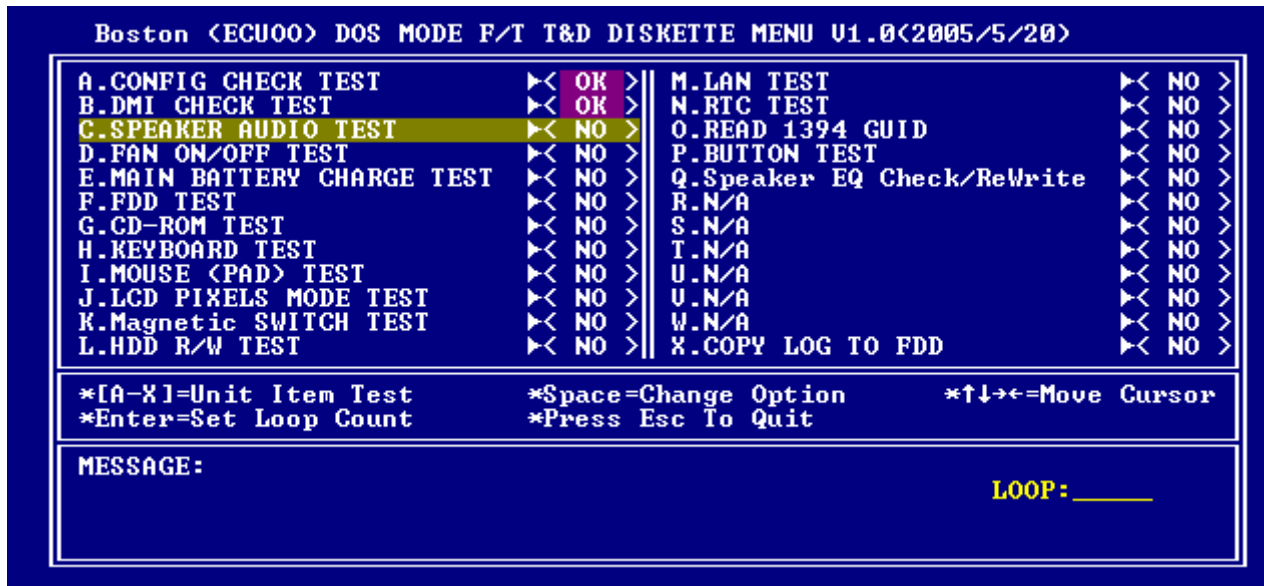 Boston (ECU00) DOS MODE F/T T&D DISKETTE MENU V1.0(2005/5/20)
A.CONFIG CHECK TEST ►< OK >
B.DMI CHECK TEST ►< OK >
C.SPEAKER AUDIO TEST ►< NO >
D.FAN ON/OFF TEST ►< NO >
E.MAIN BATTERY CHARGE TEST ►< NO >
F.FDD TEST ►< NO >
G.CD-ROM TEST ►< NO >
H.KEYBOARD TEST ►< NO >
I.MOUSE (PAD) TEST ►< NO >
J.LCD PIXELS MODE TEST ►< NO >
K.Magnetic SWITCH TEST ►< NO >
L.HDD R/W TEST ►< NO >
M.LAN TEST ►< NO >
N.RTC TEST ►< NO >
O.READ 1394 GUID ►< NO >
P.BUTTON TEST ►< NO >
Q.Speaker EQ Check/ReWrite ►< NO >
R.N/A ►< NO >
S.N/A ►< NO >
T.N/A ►< NO >
U.N/A ►< NO >
V.N/A ►< NO >
W.N/A ►< NO >
X.COPY LOG TO FDD ►< NO >
*[A-X]=Unit Item Test *Space=Change Option *↑↓→←=Move Cursor
*Enter=Set Loop Count *Press Esc To Quit
MESSAGE:
LOOP:______